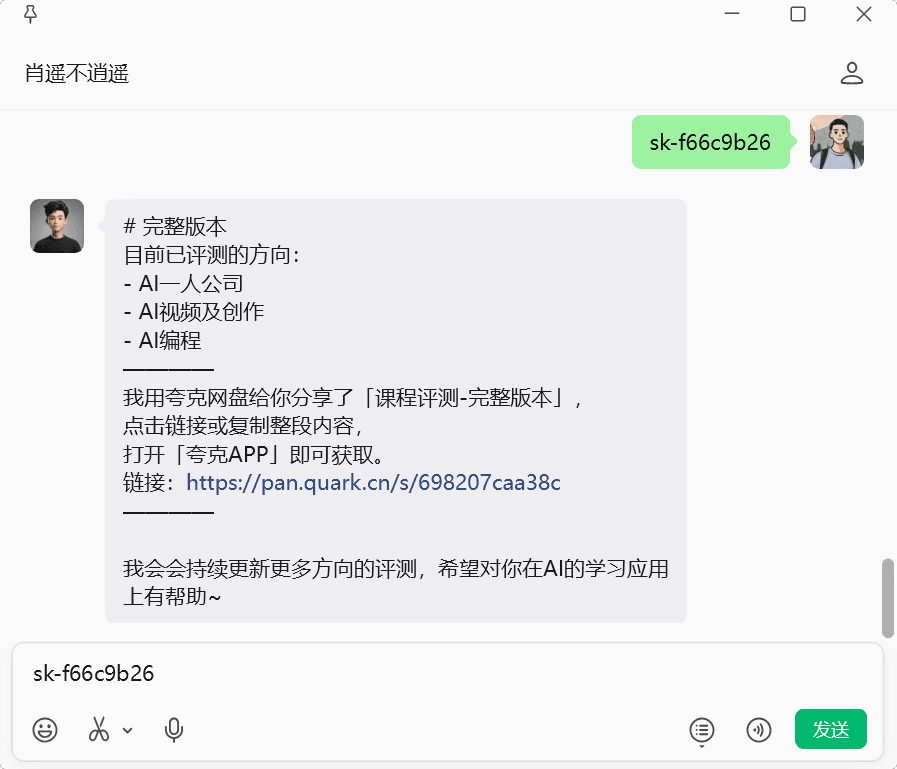 肖遥不逍遥
sk-f66c9b26
# 完整版本
目前已评测的方向：
- AI一人公司
- AI视频及创作
- AI编程
————
我用夸克网盘给你分享了「课程评测-完整版本」，
点击链接或复制整段内容，
打开「夸克APP」即可获取。
链接：https://pan.quark.cn/s/698207caa38c
————
我会会持续更新更多方向的评测，希望对你在AI的学习应用
上有帮助~
sk-f66c9b26
发送